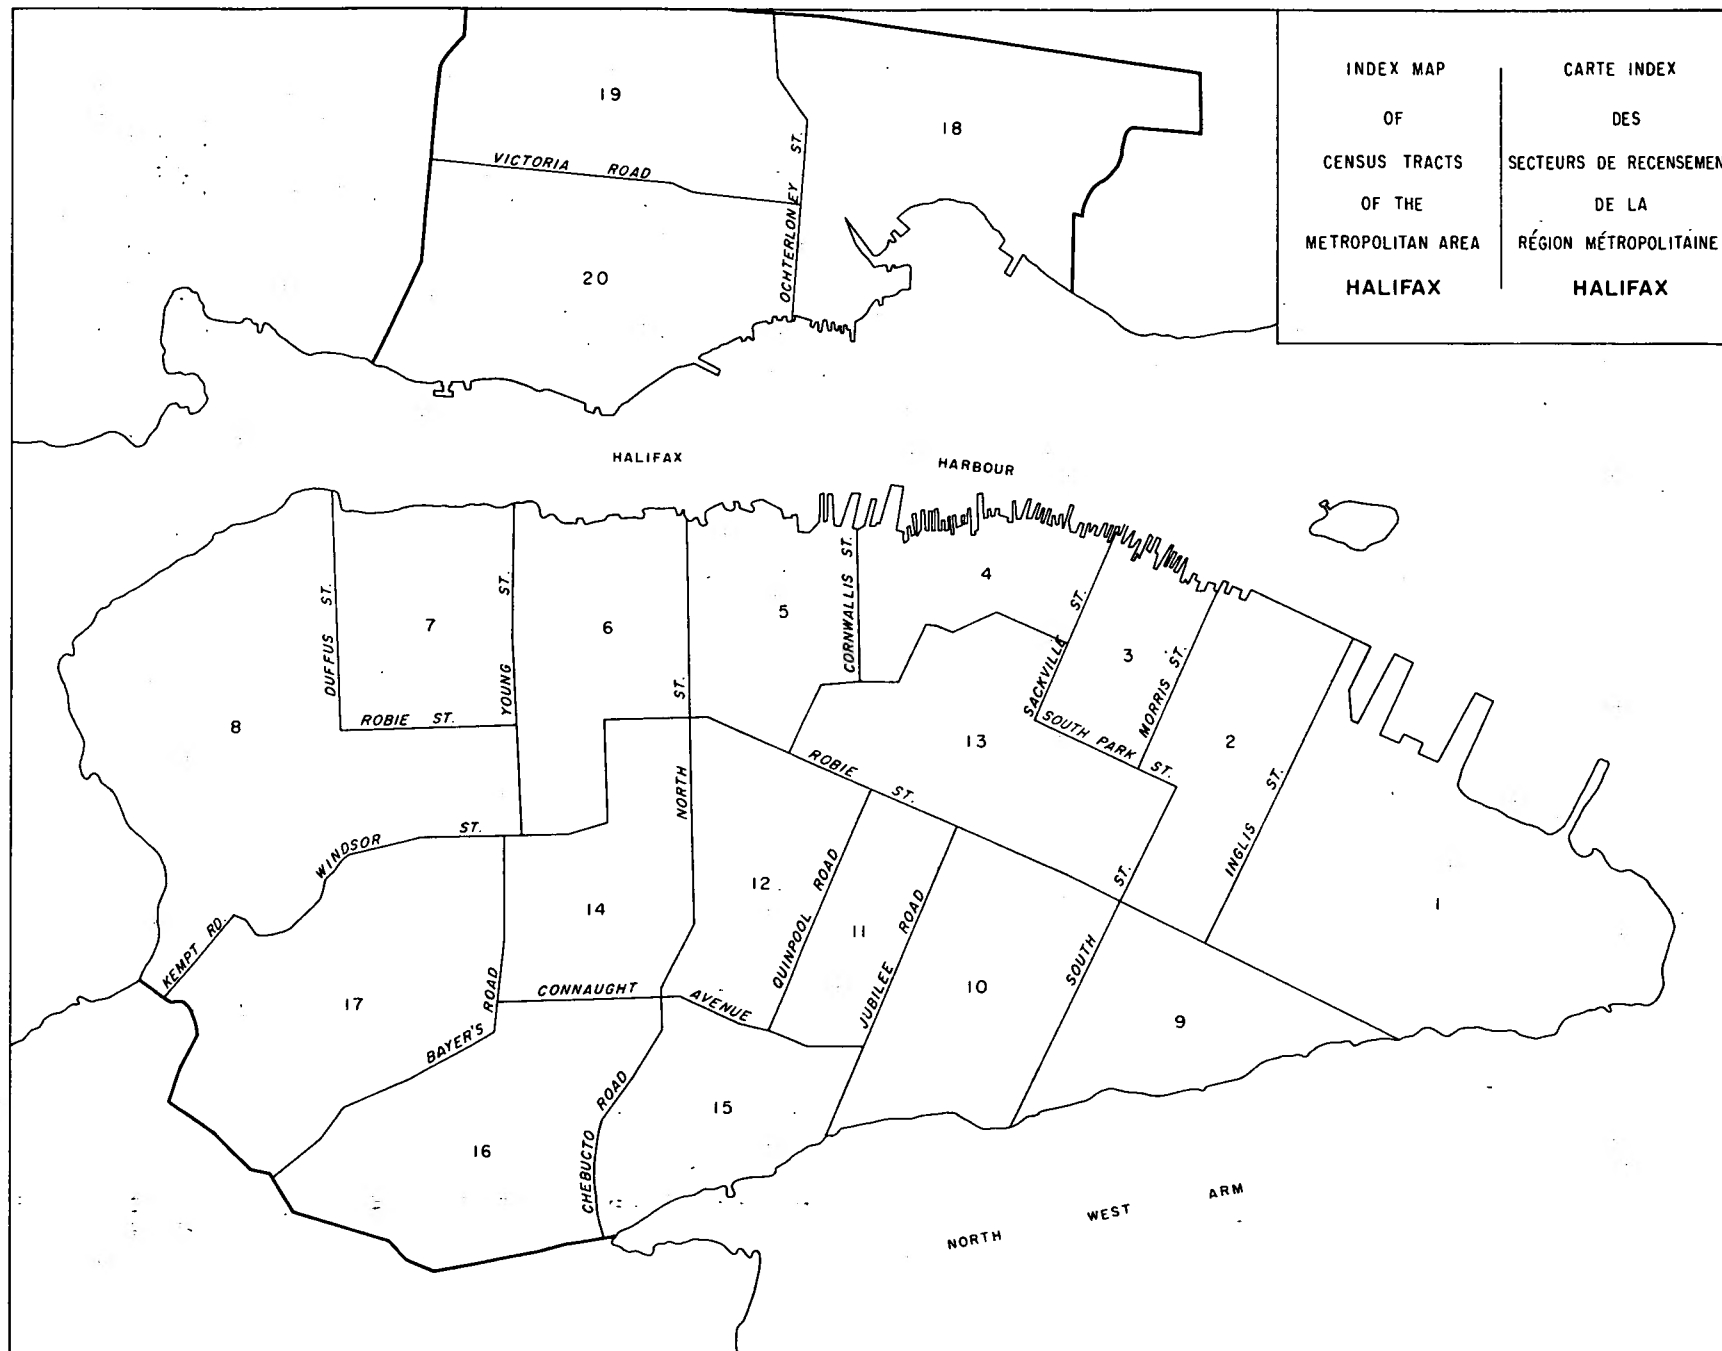 INDEX MAP
OF
CENSUS TRACTS
OF THE
METROPOLITAN AREA
HALIFAX
CARTE INDEX
DES
SECTEURS DE RECENSEMEN
DE LA
RÉGION MÉTROPOLITAINE
HALIFAX
19
18
VICTORIA ROAD
OCHTERLONEY ST.
20
HALIFAX HARBOUR
DUFFUS ST.
7
YOUNG ST.
6
NORTH ST.
5
CORNWALLIS ST.
4
SACKVILLE ST.
3
MORRIS ST.
2
INGLIS ST.
1
8
ROBIE ST.
13
SOUTH PARK ST.
ROBIE ST.
WINDSOR ST.
KEMPT RD.
NORTH
12
QUINPOOL ROAD
11
JUBILEE ROAD
10
SOUTH ST.
9
14
CONNAUGHT AVENUE
17
BAYER'S ROAD
16
CHEBUCTO ROAD
15
NORTH WEST ARM